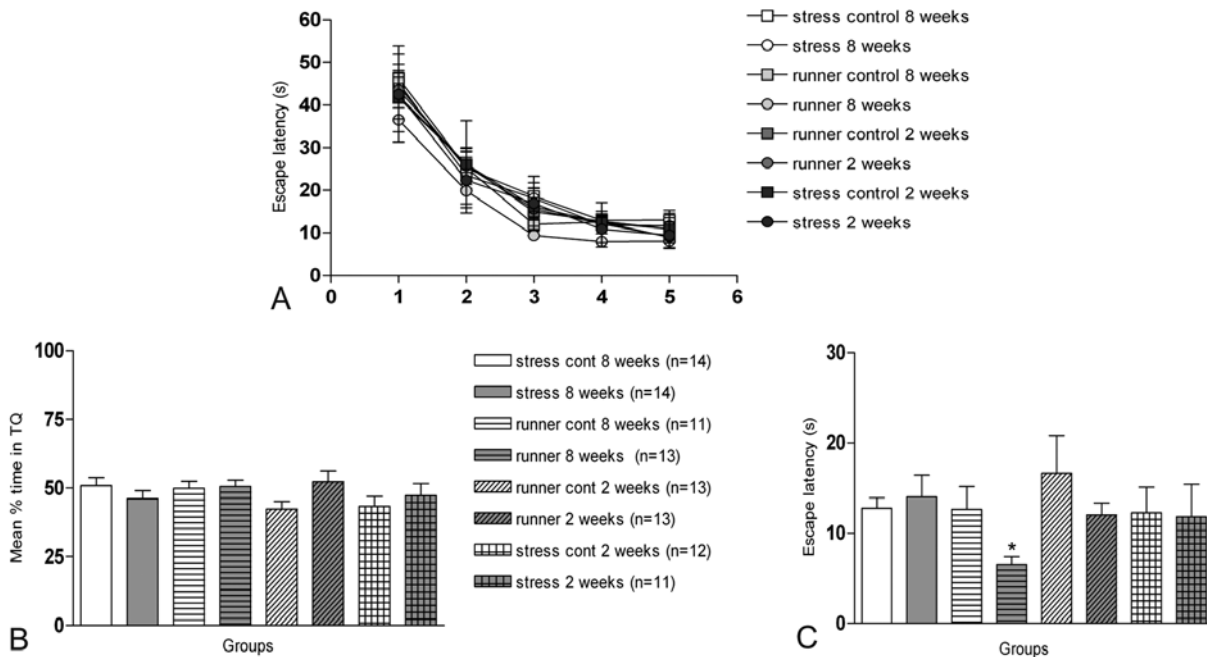 60
50
40
30
20
10
0
Escape latency (s)
0 1 2 3 4 5 6
A
stress control 8 weeks
stress 8 weeks
runner control 8 weeks
runner 8 weeks
runner control 2 weeks
runner 2 weeks
stress control 2 weeks
stress 2 weeks
100
75
50
25
0
Mean % time in TQ
Groups
B
stress cont 8 weeks (n=14)
stress 8 weeks (n=14)
runner cont 8 weeks (n=11)
runner 8 weeks (n=13)
runner cont 2 weeks (n=13)
runner 2 weeks (n=13)
stress cont 2 weeks (n=12)
stress 2 weeks (n=11)
30
20
10
0
Escape latency (s)
*
Groups
C